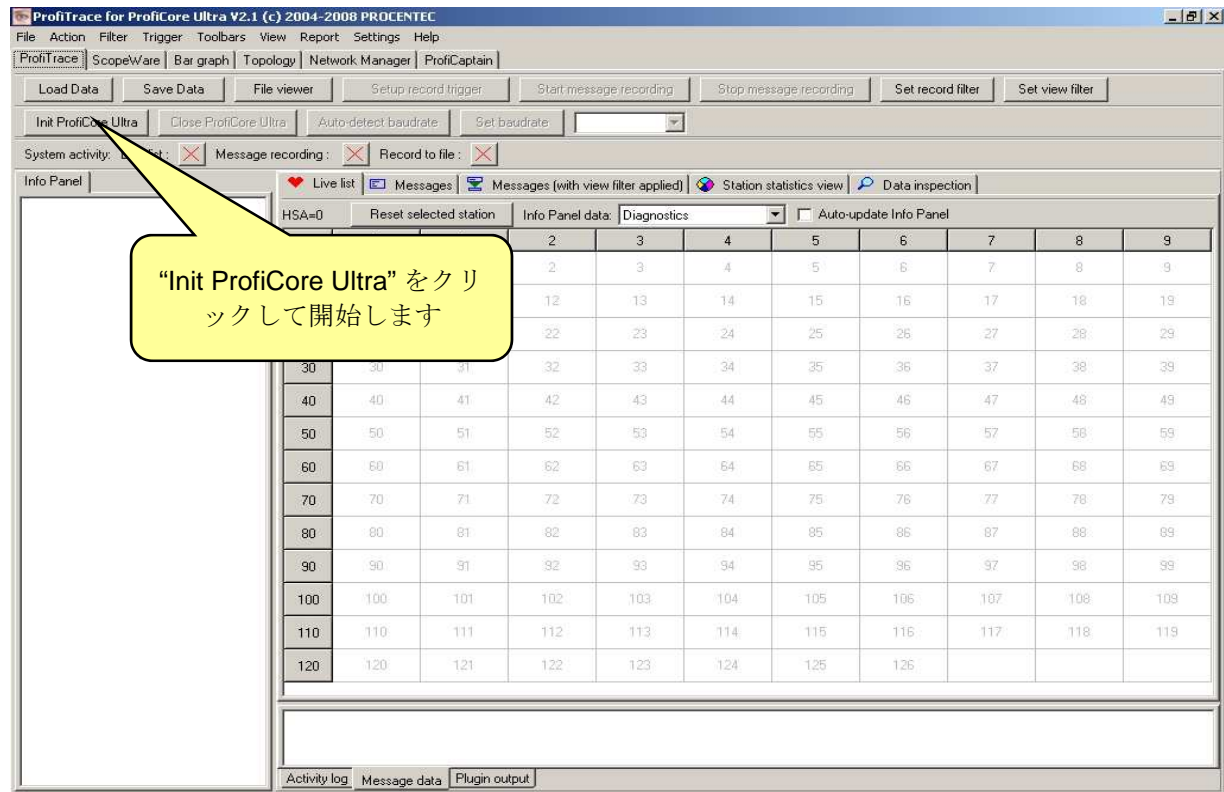 ProfiTrace for ProfiCore Ultra V2.1 (c) 2004-2008 PROCENTEC
File Action Filter Trigger Toolbars View Report Settings Help
ProfiTrace ScopeWare Bar graph Topology Network Manager ProfiCaptain
Load Data Save Data File viewer Setup record trigger Start message recording Stop message recording Set record filter Set view filter
Init ProfiCore Ultra Close ProfiCore Ultra Auto-detect baudrate Set baudrate
System activity: Message recording : Record to file :
Info Panel
Live list Messages Messages (with view filter applied) Station statistics view Data inspection
HSA=0 Reset selected station Info Panel data: Diagnostics Auto-update Info Panel
2 3 4 5 6 7 8 9
2 3 4 5 6 7 8 9
12 13 14 15 16 17 18 19
22 23 24 25 26 27 28 29
30 30 31 32 33 34 35 36 37 38 39
40 40 41 42 43 44 45 46 47 48 49
50 50 51 52 53 54 55 56 57 58 59
60 60 61 62 63 64 65 66 67 68 69
70 70 71 72 73 74 75 76 77 78 79
80 80 81 82 83 84 85 86 87 88 89
90 90 91 92 93 94 95 96 97 98 99
100 100 101 102 103 104 105 106 107 108 109
110 110 111 112 113 114 115 116 117 118 119
120 120 121 122 123 124 125 126
“Init ProfiCore Ultra” をクリ
ックして開始します
Activity log Message data Plugin output